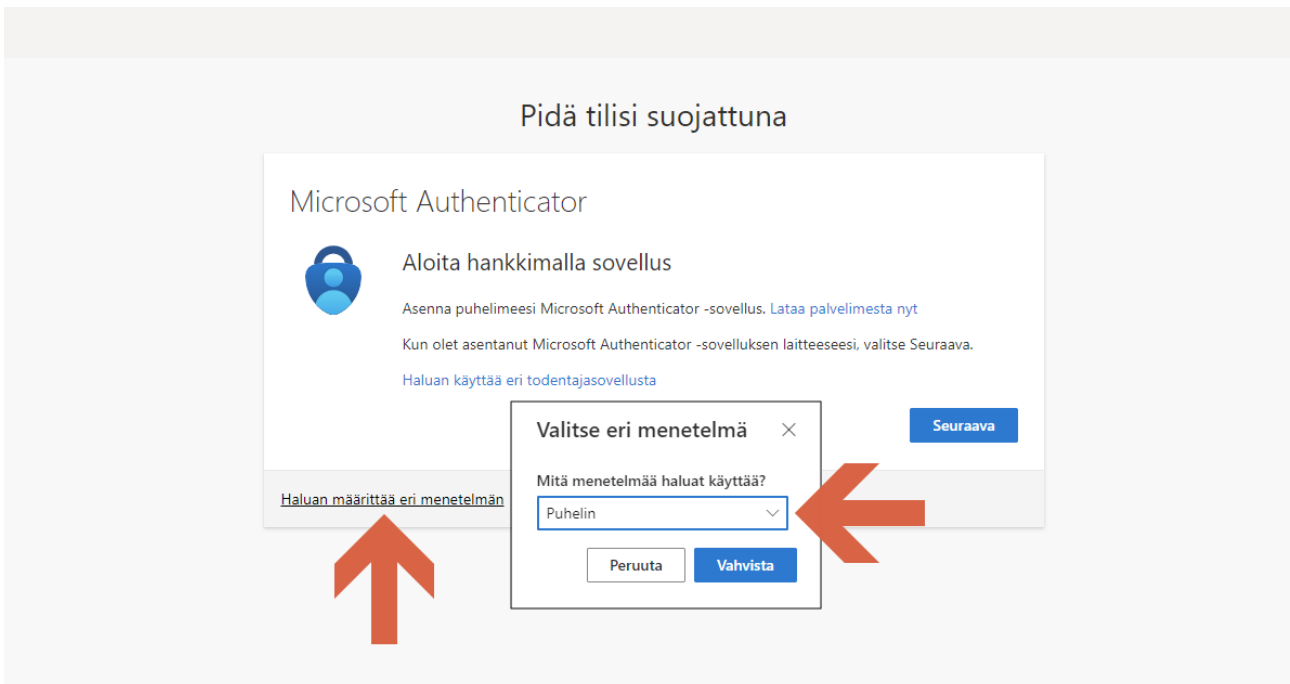 Pidä tilisi suojattuna
Microsoft Authenticator
Aloita hankkimalla sovellus
Asenna puhelimeesi Microsoft Authenticator -sovellus. Lataa palvelimesta nyt
Kun olet asentanut Microsoft Authenticator -sovelluksen laitteeseesi, valitse Seuraava.
Haluan käyttää eri todentajasovellusta
Seuraava
Haluan määrittää eri menetelmän
Valitse eri menetelmä
Mitä menetelmää haluat käyttää?
Puhelin
Peruuta
Vahvista